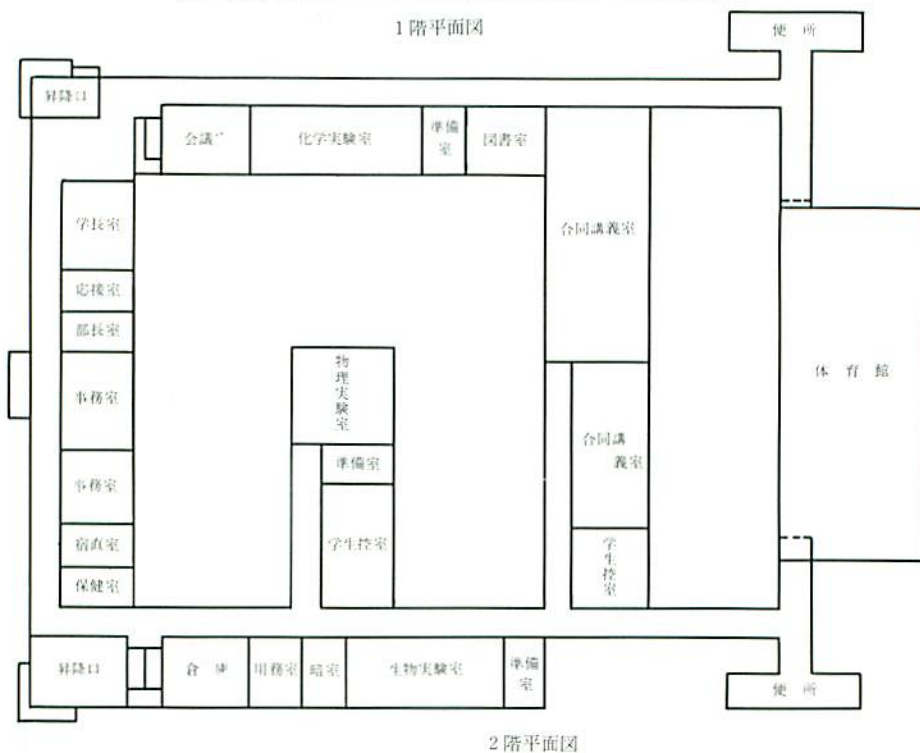 1階平面図
便 所
昇降口
会議
化学実験室
準備
室
図書室
合同講義室
学長室
応接室
部長室
事務室
物
理
実
験
室
体 育 館
準備室
合同講
義室
事務室
学生控室
学
生
控
室
宿直室
保健室
昇降口
倉 庫
用務室
暗室
生物実験室
準備
室
便 所
2階平面図